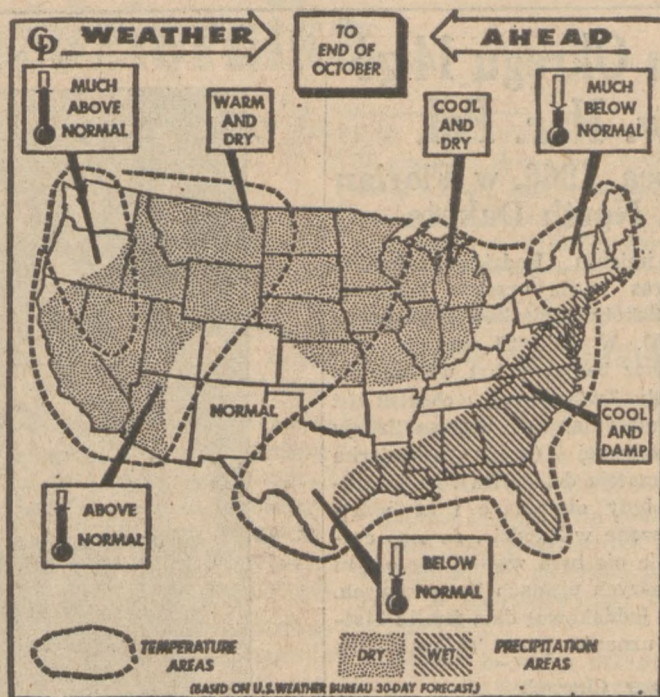 CP WEATHER
TO
END OF
OCTOBER
AHEAD
MUCH
ABOVE
NORMAL
WARM
AND
DRY
COOL
AND
DRY
MUCH
BELOW
NORMAL
NORMAL
COOL
AND
DAMP
ABOVE
NORMAL
BELOW
NORMAL
TEMPERATURE
AREAS
DRY
WET
PRECIPITATION
AREAS
(BASED ON U.S. WEATHER BUREAU 30-DAY FORECAST.)